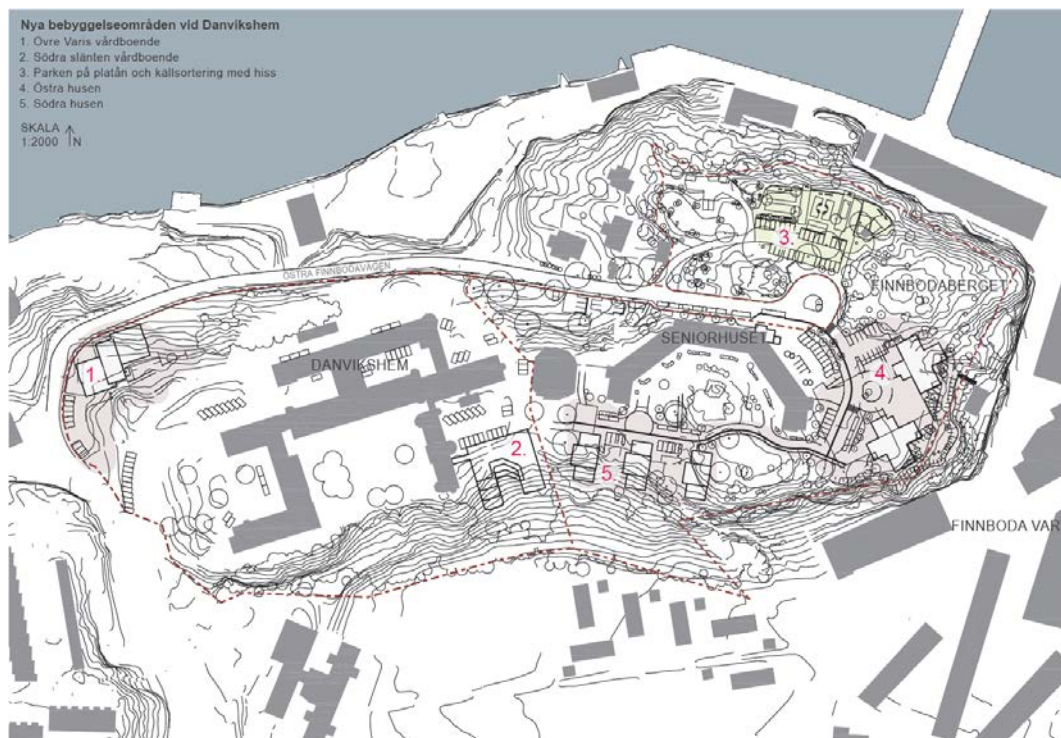 Nya bebyggelseområden vid Danvikshem
1. Övre Varis vårdboende
2. Södra slänten vårdboende
3. Parken på platån och källsortering med hiss
4. Östra husen
5. Södra husen
SKALA
1:2000 N
ÖSTRA FINNBODAVÄGEN
3.
FINNBODABERGET
SENIORHUSET
DANVIKSHEM
1.
4.
2.
5.
FINNBODA VAR